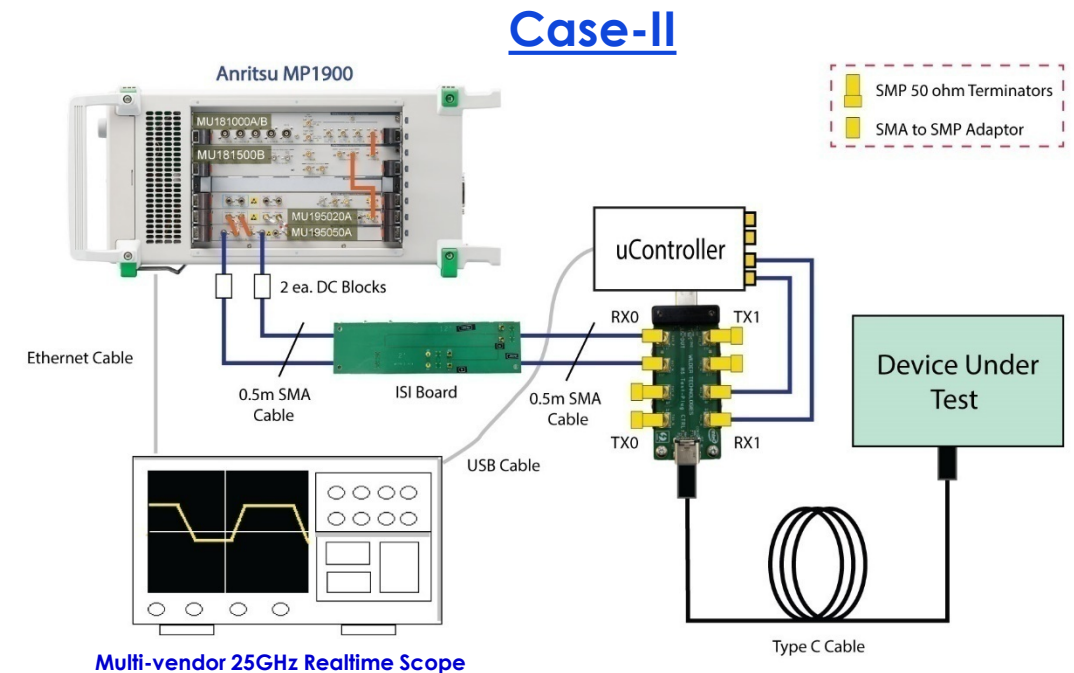 Case-II
Anritsu MP1900
SMP 50 ohm Terminators
SMA to SMP Adaptor
MU181000A/B
MU181500B
MU195020A
MU195050A
uController
2 ea. DC Blocks
RX0
TX1
Ethernet Cable
Device Under
Test
0.5m SMA
Cable
ISI Board
0.5m SMA
Cable
TX0
RX1
USB Cable
Type C Cable
Multi-vendor 25GHz Realtime Scope